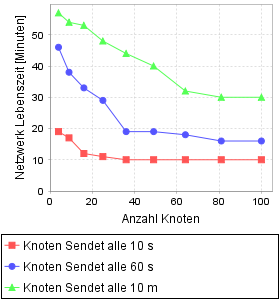 Netzwerk Lebenszeit [Minuten]
50
40
30
20
10
0
0 20 40 60 80 100
Anzahl Knoten
Knoten Sendet alle 10 s
Knoten Sendet alle 60 s
Knoten Sendet alle 10 m